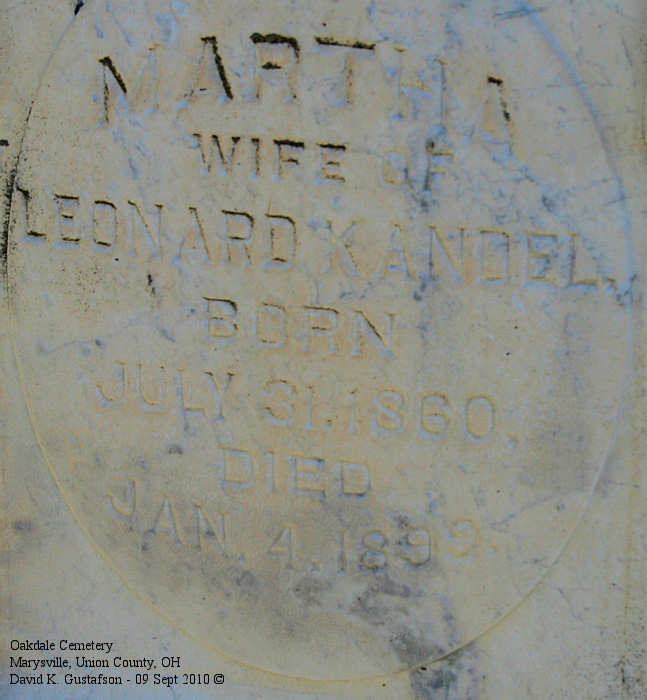 MARTHA
WIFE OF
LEONARD KANDEL.
BORN
JULY 31, 1860,
DIED
JAN. 4, 1899.
Oakdale Cemetery
Marysville, Union County, OH
David K. Gustafson - 09 Sept 2010 ©